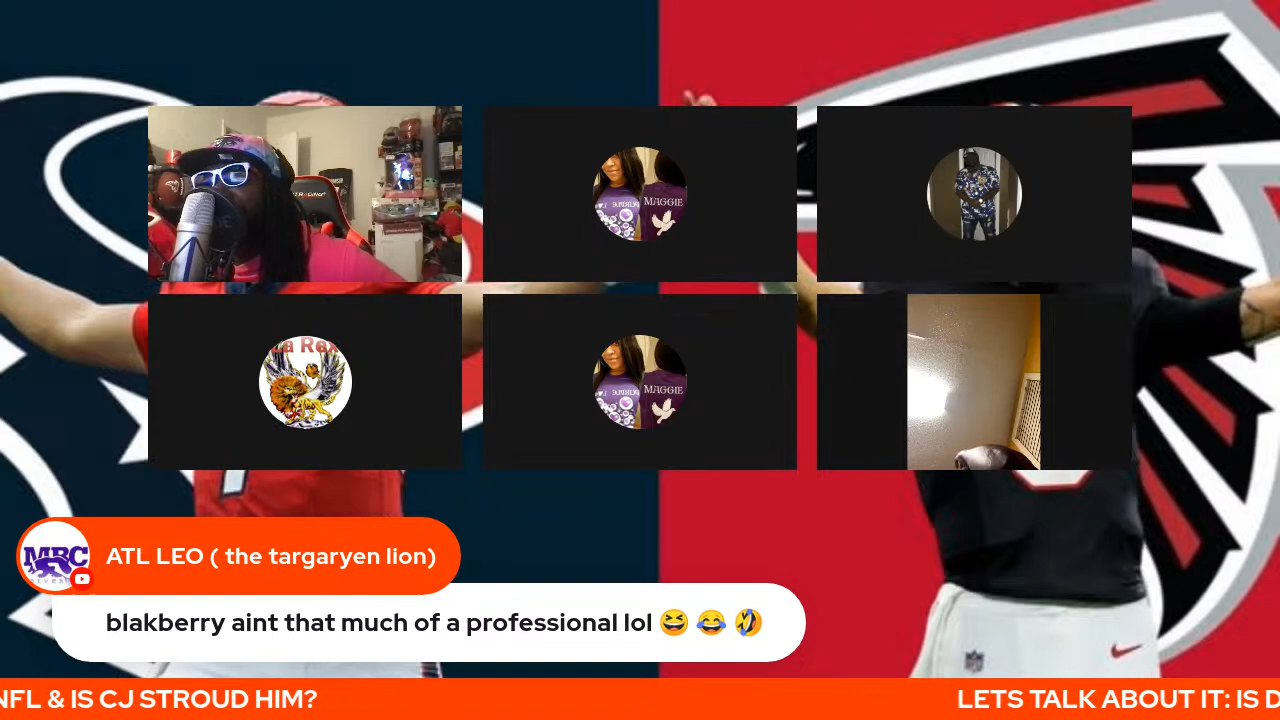 MAGGIE
MAGGIE
MBC
ATL LEO ( the targaryen lion)
blakberry aint that much of a professional lol 😆 😂 🤣
NFL & IS CJ STROUD HIM?
LETS TALK ABOUT IT: IS D